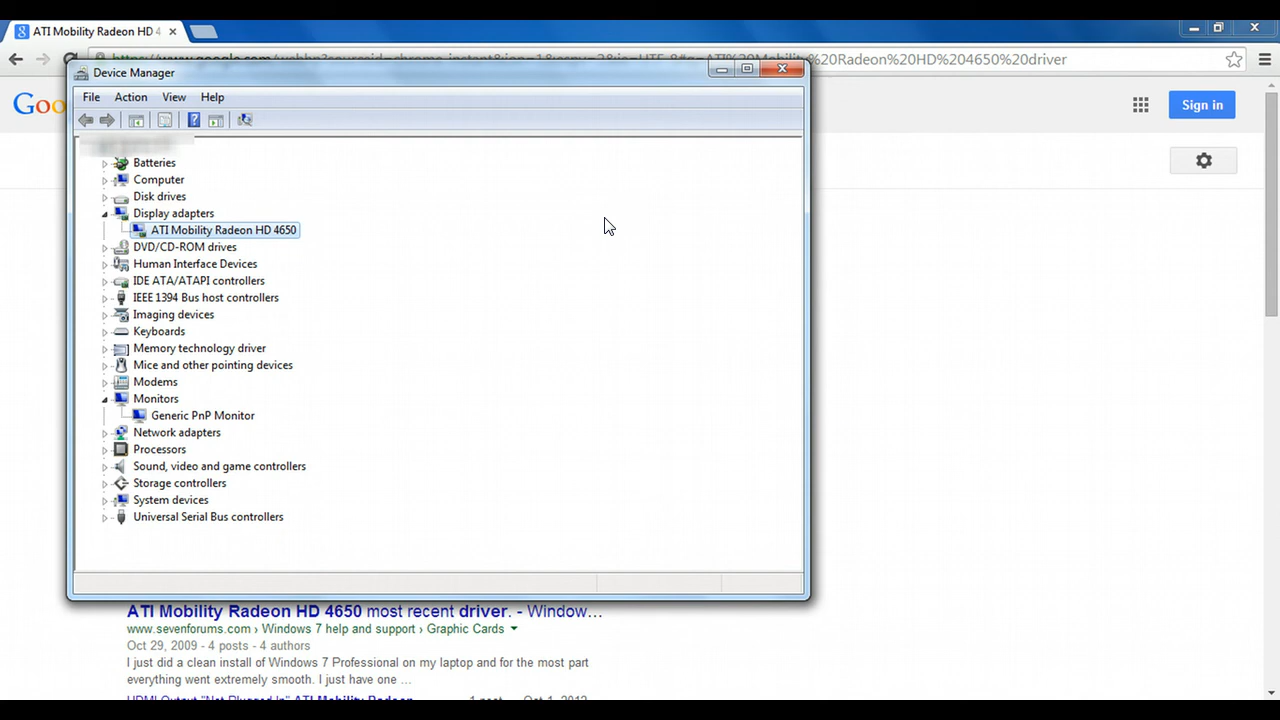 ATI Mobility Radeon HD 4
Device Manager
%20Radeon%20HD%204650%20driver
File Action View Help
Goo
Sign in
Batteries
Computer
Disk drives
Display adapters
ATI Mobility Radeon HD 4650
DVD/CD-ROM drives
Human Interface Devices
IDE ATA/ATAPI controllers
IEEE 1394 Bus host controllers
Imaging devices
Keyboards
Memory technology driver
Mice and other pointing devices
Modems
Monitors
Generic PnP Monitor
Network adapters
Processors
Sound, video and game controllers
Storage controllers
System devices
Universal Serial Bus controllers
ATI Mobility Radeon HD 4650 most recent driver. - Window...
www.sevenforums.com › Windows 7 help and support › Graphic Cards
Oct 29, 2009 - 4 posts - 4 authors
I just did a clean install of Windows 7 Professional on my laptop and for the most part
everything went extremely smooth. I just have one ...